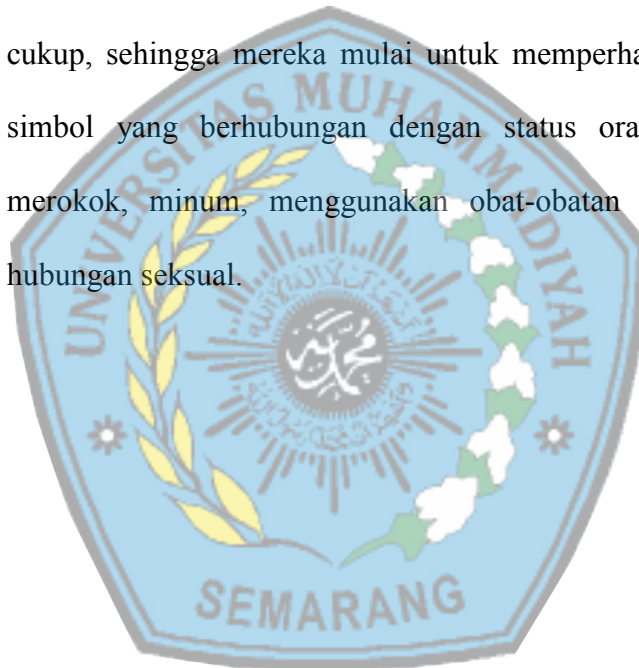 cukup, sehingga mereka mulai untuk memperha
simbol yang berhubungan dengan status ora
merokok, minum, menggunakan obat-obatan
hubungan seksual.
UNIVERSITAS MUHAMMADIYAH
SEMARANG